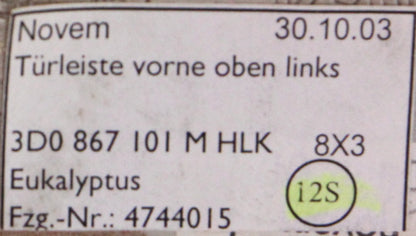 Novem 30.10.03
Türleiste vorne oben links
3D0 867 101 M HLK 8X3
Eukalyptus 12S
Fzg.-Nr.: 4744015